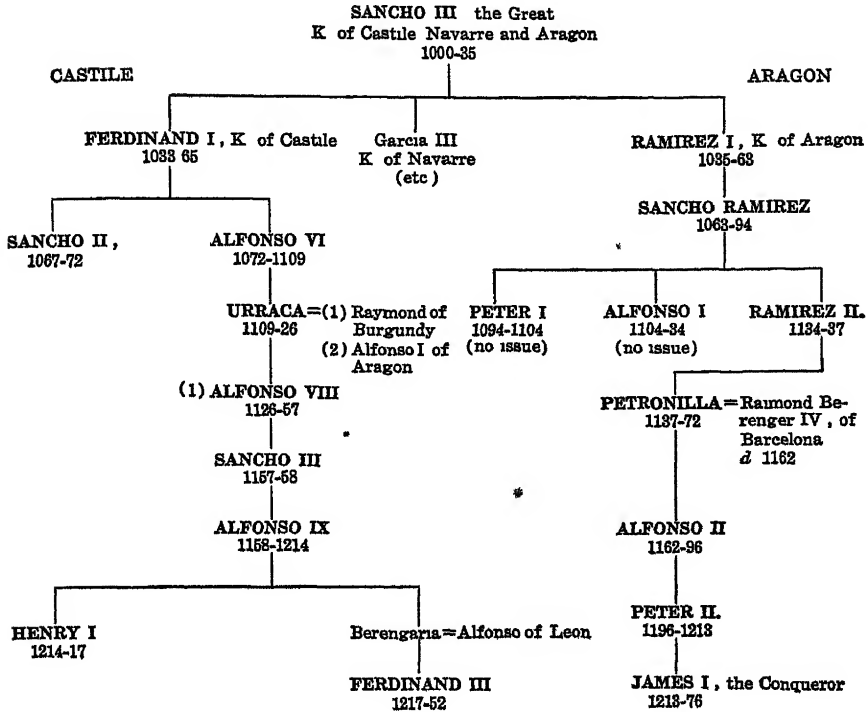 SANCHO III the Great
K of Castile Navarre and Aragon
1000-35
CASTILE
ARAGON
FERDINAND I, K of Castile
1033 65
Garcia III
K of Navarre
(etc)
RAMIREZ I, K of Aragon
1035-63
SANCHO RAMIREZ
1063-94
SANCHO II,
1067-72
ALFONSO VI
1072-1109
URRACA=(1) Raymond of
1109-26 Burgundy
(2) Alfonso I of
Aragon
PETER I
1094-1104
(no issue)
ALFONSO I
1104-34
(no issue)
RAMIREZ II.
1134-37
(1) ALFONSO VIII
1126-57
PETRONILLA=Raimond Be-
1137-72 renger IV, of
Barcelona
d 1162
SANCHO III
1157-58
ALFONSO IX
1158-1214
ALFONSO II
1162-96
HENRY I
1214-17
Berengaria=Alfonso of Leon
PETER II.
1196-1213
FERDINAND III
1217-52
JAMES I, the Conqueror
1213-76